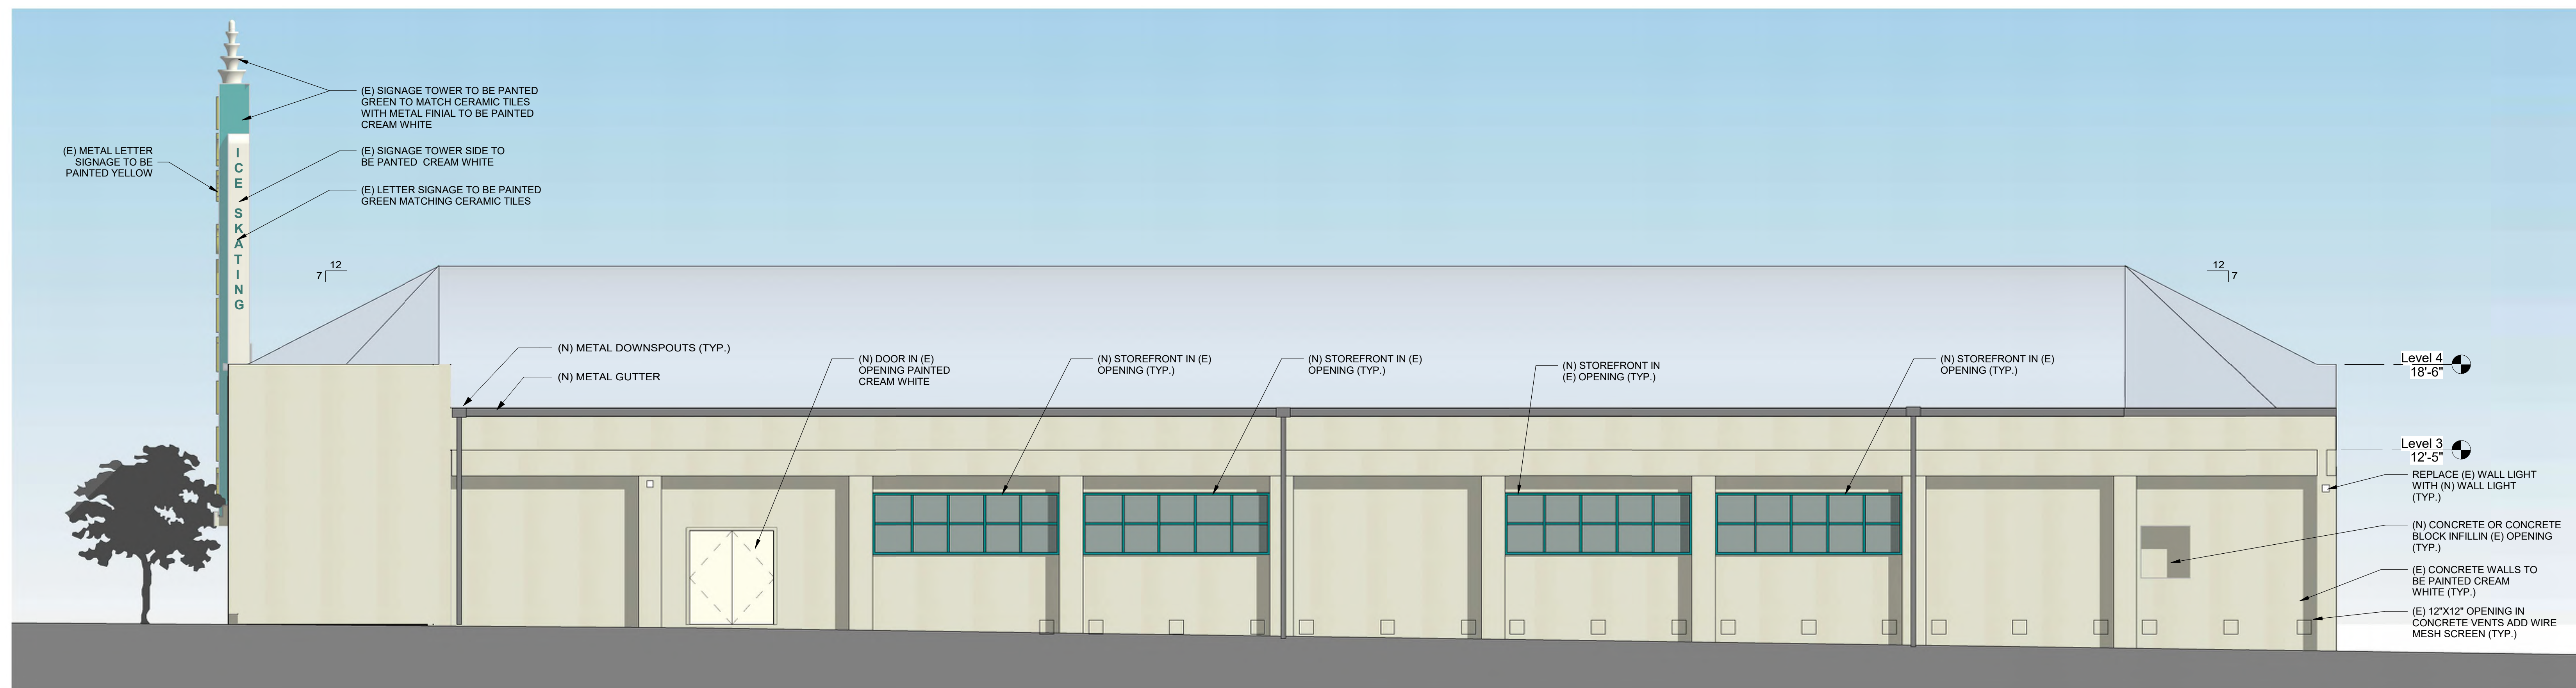 (E) SIGNAGE TOWER TO BE PANTED
GREEN TO MATCH CERAMIC TILES
WITH METAL FINIAL TO BE PAINTED
CREAM WHITE
(E) METAL LETTER
SIGNAGE TO BE
PAINTED YELLOW
(E) SIGNAGE TOWER SIDE TO
BE PANTED CREAM WHITE
(E) LETTER SIGNAGE TO BE PAINTED
GREEN MATCHING CERAMIC TILES
ICE SKATING
12
7
12
7
(N) METAL DOWNSPOUTS (TYP.)
(N) METAL GUTTER
(N) DOOR IN (E)
OPENING PAINTED
CREAM WHITE
(N) STOREFRONT IN (E)
OPENING (TYP.)
(N) STOREFRONT IN (E)
OPENING (TYP.)
(N) STOREFRONT IN
(E) OPENING (TYP.)
(N) STOREFRONT IN (E)
OPENING (TYP.)
Level 4
18'-6"
Level 3
12'-5"
REPLACE (E) WALL LIGHT
WITH (N) WALL LIGHT
(TYP.)
(N) CONCRETE OR CONCRETE
BLOCK INFILLIN (E) OPENING
(TYP.)
(E) CONCRETE WALLS TO
BE PAINTED CREAM
WHITE (TYP.)
(E) 12"X12" OPENING IN
CONCRETE VENTS ADD WIRE
MESH SCREEN (TYP.)